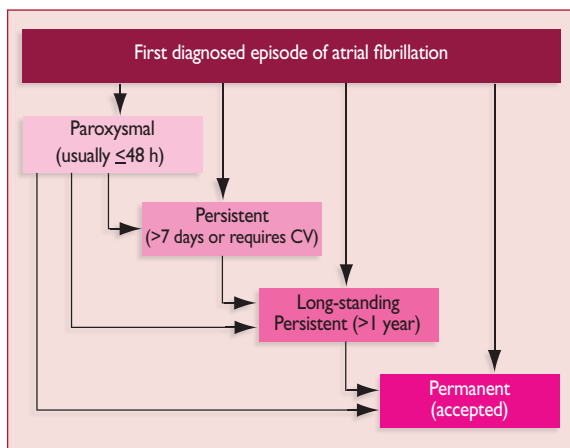 First diagnosed episode of atrial fibrillation
Paroxysmal
(usually ≤48 h)
Persistent
(>7 days or requires CV)
Long-standing
Persistent (>1 year)
Permanent
(accepted)